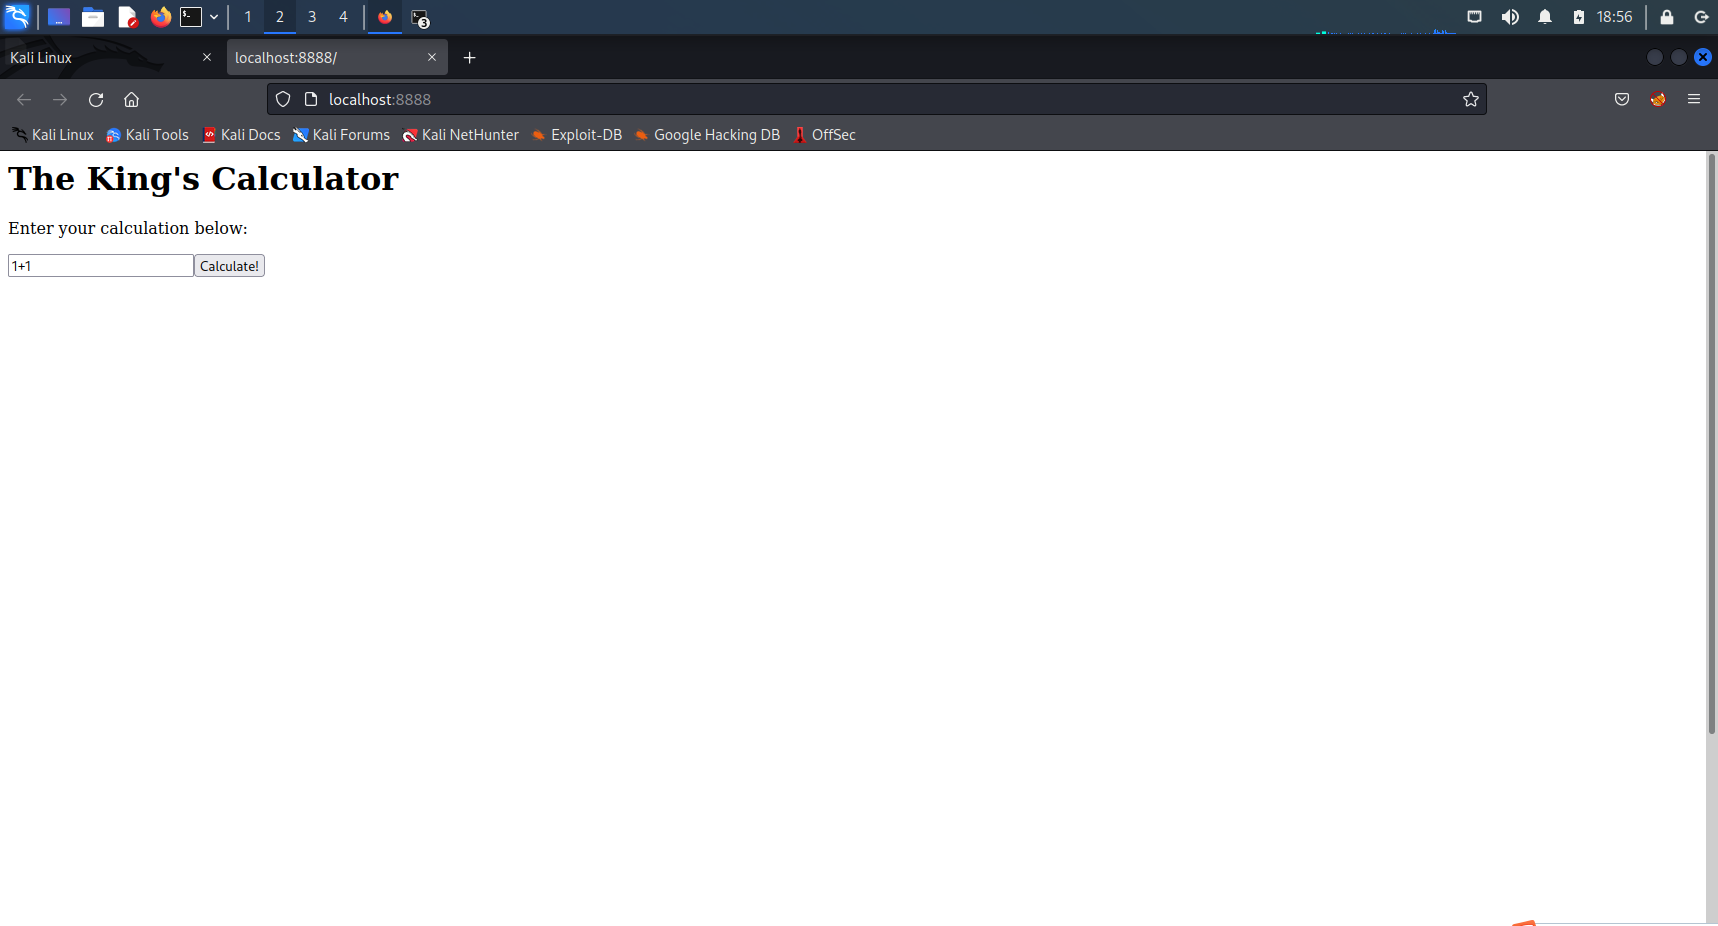 1 2 3 4 3 18:56
Kali Linux localhost:8888/
localhost:8888
Kali Linux Kali Tools Kali Docs Kali Forums Kali NetHunter Exploit-DB Google Hacking DB OffSec
The King's Calculator
Enter your calculation below:
1+1 Calculate!